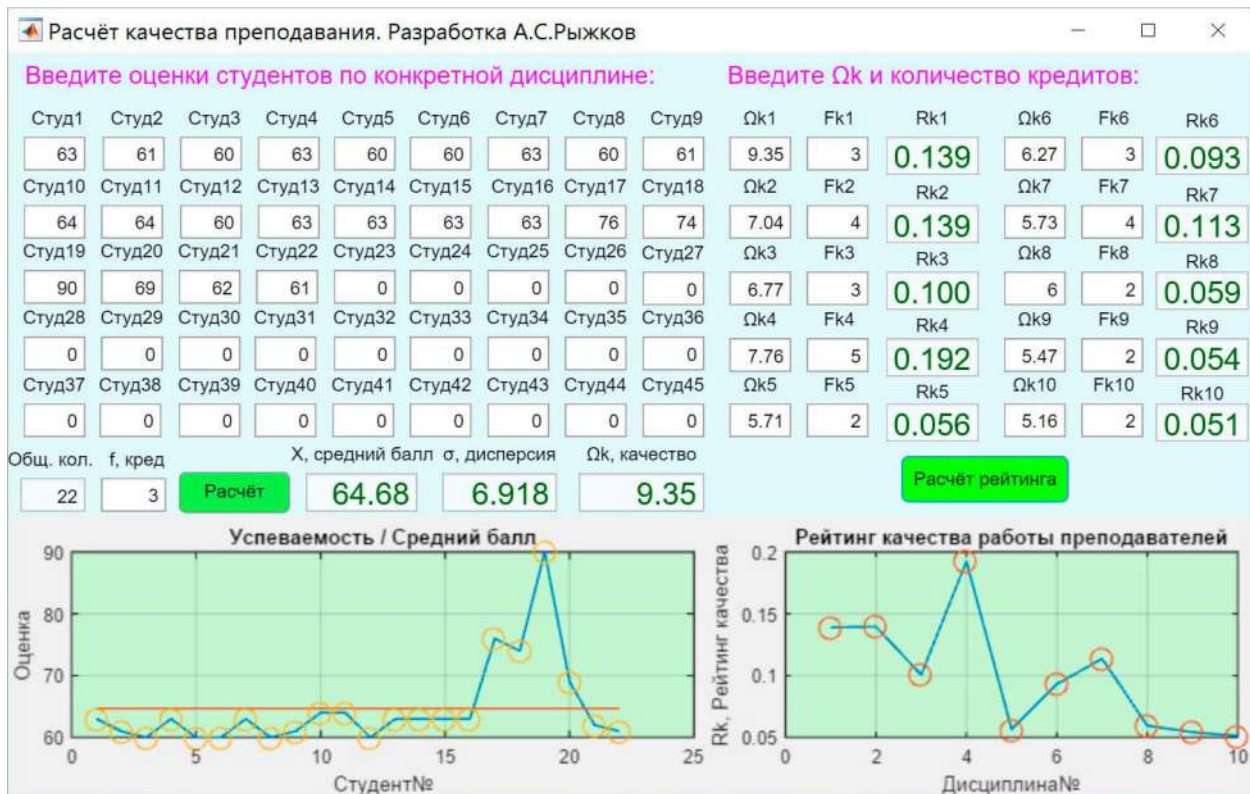 Расчёт качества преподавания. Разработка А.С.Рыжков
Введите оценки студентов по конкретной дисциплине: Введите Ωk и количество кредитов:
Студ1 Студ2 Студ3 Студ4 Студ5 Студ6 Студ7 Студ8 Студ9 Ωk1 Fk1 Rk1 Ωk6 Fk6 Rk6
63 61 60 63 60 60 63 60 61 9.35 3 0.139 6.27 3 0.093
Студ10 Студ11 Студ12 Студ13 Студ14 Студ15 Студ16 Студ17 Студ18 Ωk2 Fk2 Rk2 Ωk7 Fk7 Rk7
64 64 60 63 63 63 63 76 74 7.04 4 0.139 5.73 4 0.113
Студ19 Студ20 Студ21 Студ22 Студ23 Студ24 Студ25 Студ26 Студ27 Ωk3 Fk3 Rk3 Ωk8 Fk8 Rk8
90 69 62 61 0 0 0 0 0 6.77 3 0.100 6 2 0.059
Студ28 Студ29 Студ30 Студ31 Студ32 Студ33 Студ34 Студ35 Студ36 Ωk4 Fk4 Rk4 Ωk9 Fk9 Rk9
0 0 0 0 0 0 0 0 0 7.76 5 0.192 5.47 2 0.054
Студ37 Студ38 Студ39 Студ40 Студ41 Студ42 Студ43 Студ44 Студ45 Ωk5 Fk5 Rk5 Ωk10 Fk10 Rk10
0 0 0 0 0 0 0 0 0 5.71 2 0.056 5.16 2 0.051
Общ. кол. f, кред X, средний балл σ, дисперсия Ωk, качество
22 3 Расчёт 64.68 6.918 9.35 Расчёт рейтинга
Успеваемость / Средний балл
90
80
70
60
Оценка
0 5 10 15 20 25
Студент№
Рейтинг качества работы преподавателей
0.2
0.15
0.1
0.05
Rk, Рейтинг качества
0 2 4 6 8 10
Дисциплина№